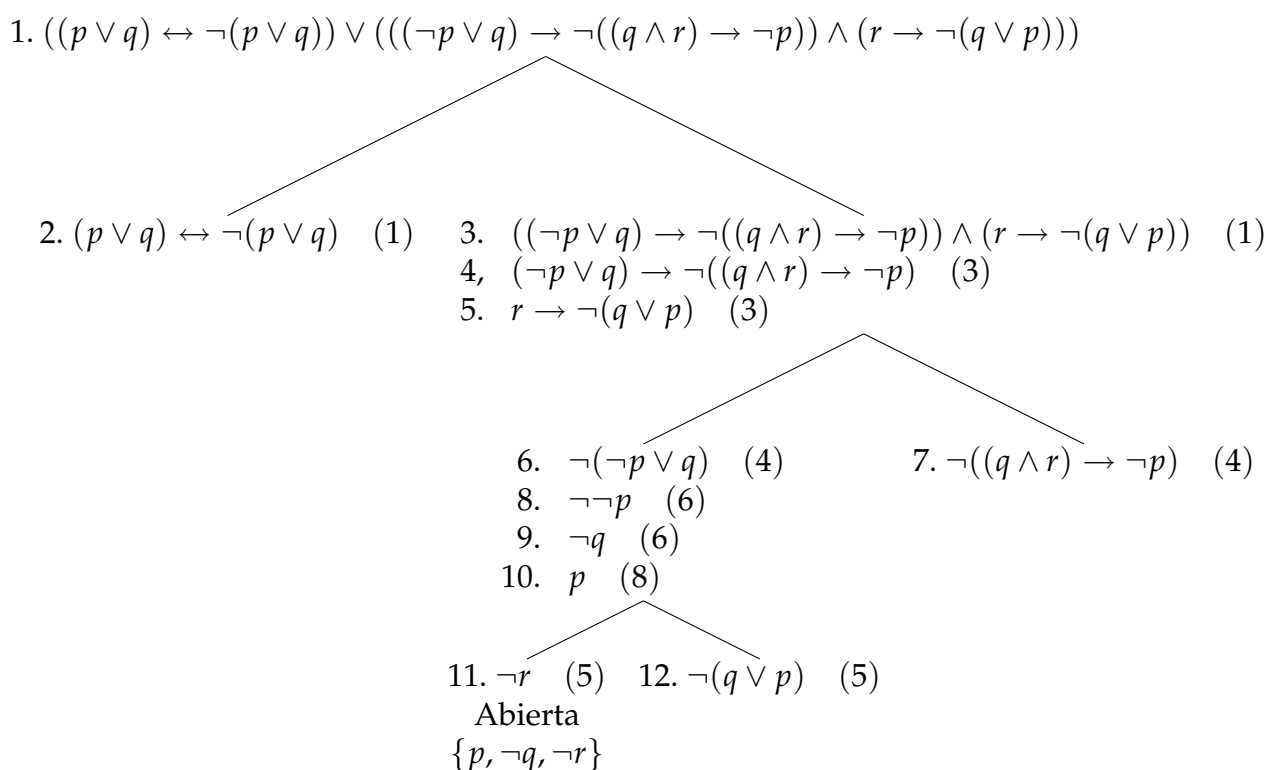 1. ((p ∨ q) ↔ ¬(p ∨ q)) ∨ (((¬p ∨ q) → ¬((q ∧ r) → ¬p)) ∧ (r → ¬(q ∨ p)))
2. (p ∨ q) ↔ ¬(p ∨ q) (1)
3. ((¬p ∨ q) → ¬((q ∧ r) → ¬p)) ∧ (r → ¬(q ∨ p)) (1)
4, (¬p ∨ q) → ¬((q ∧ r) → ¬p) (3)
5. r → ¬(q ∨ p) (3)
6. ¬(¬p ∨ q) (4)
7. ¬((q ∧ r) → ¬p) (4)
8. ¬¬p (6)
9. ¬q (6)
10. p (8)
11. ¬r (5)
12. ¬(q ∨ p) (5)
Abierta
{p, ¬q, ¬r}